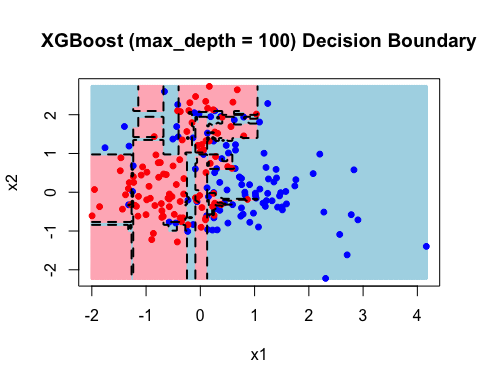 XGBoost (max_depth = 100) Decision Boundary
x2
2
1
0
-1
-2
-2 -1 0 1 2 3 4
x1